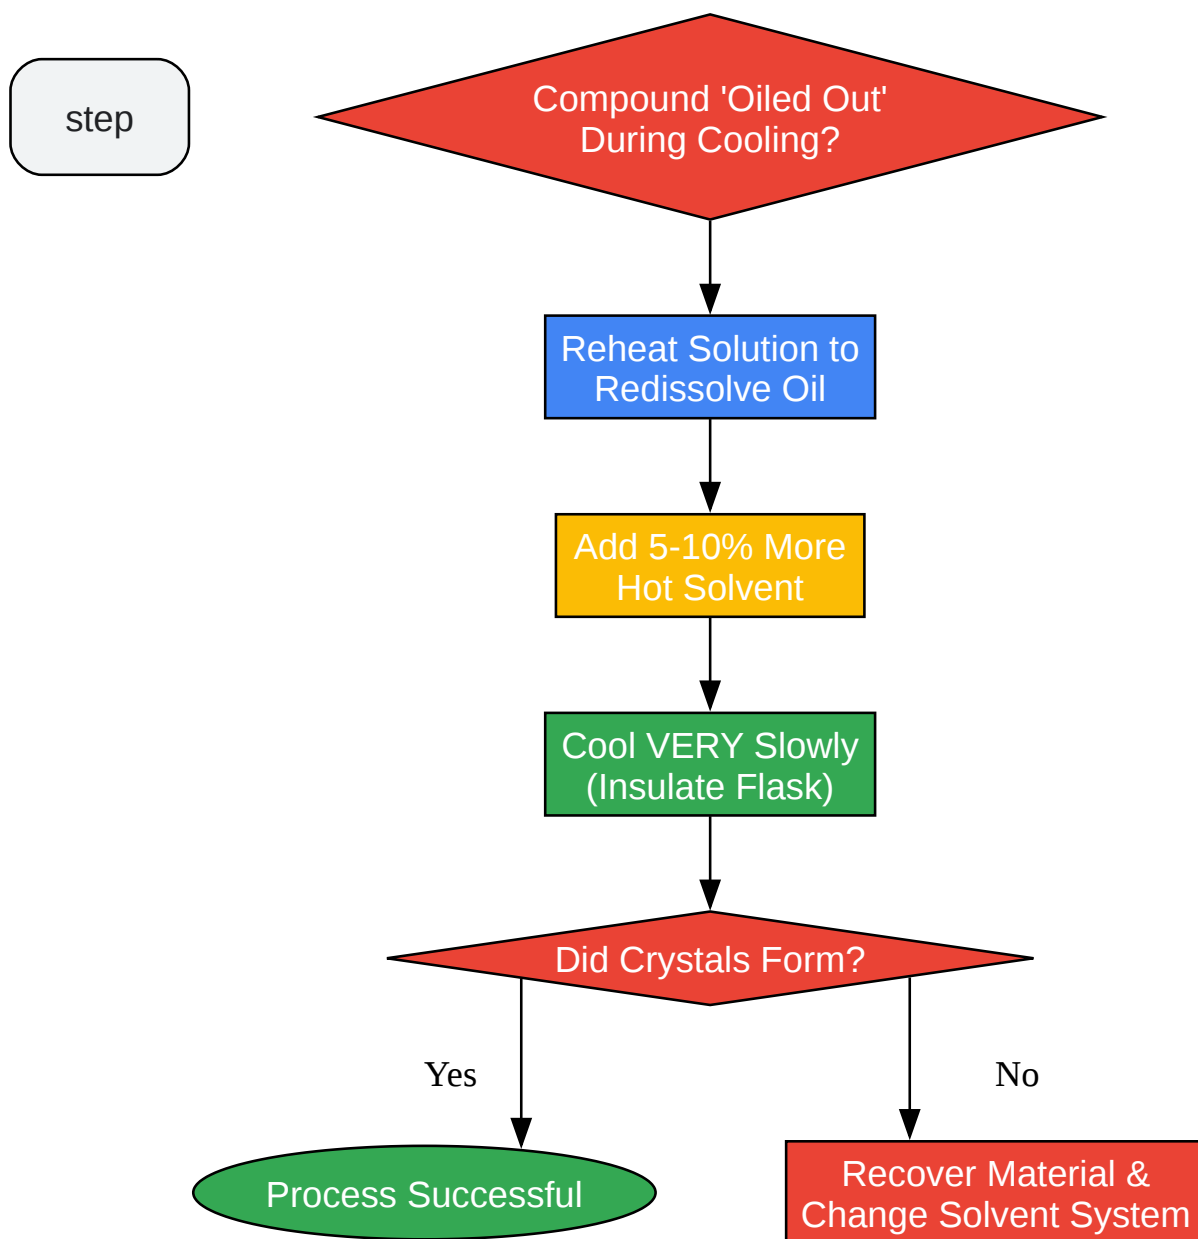 step
Compound 'Oiled Out'
During Cooling?
Reheat Solution to
Redissolve Oil
Add 5-10% More
Hot Solvent
Cool VERY Slowly
(Insulate Flask)
Did Crystals Form?
Yes
No
Process Successful
Recover Material &
Change Solvent System